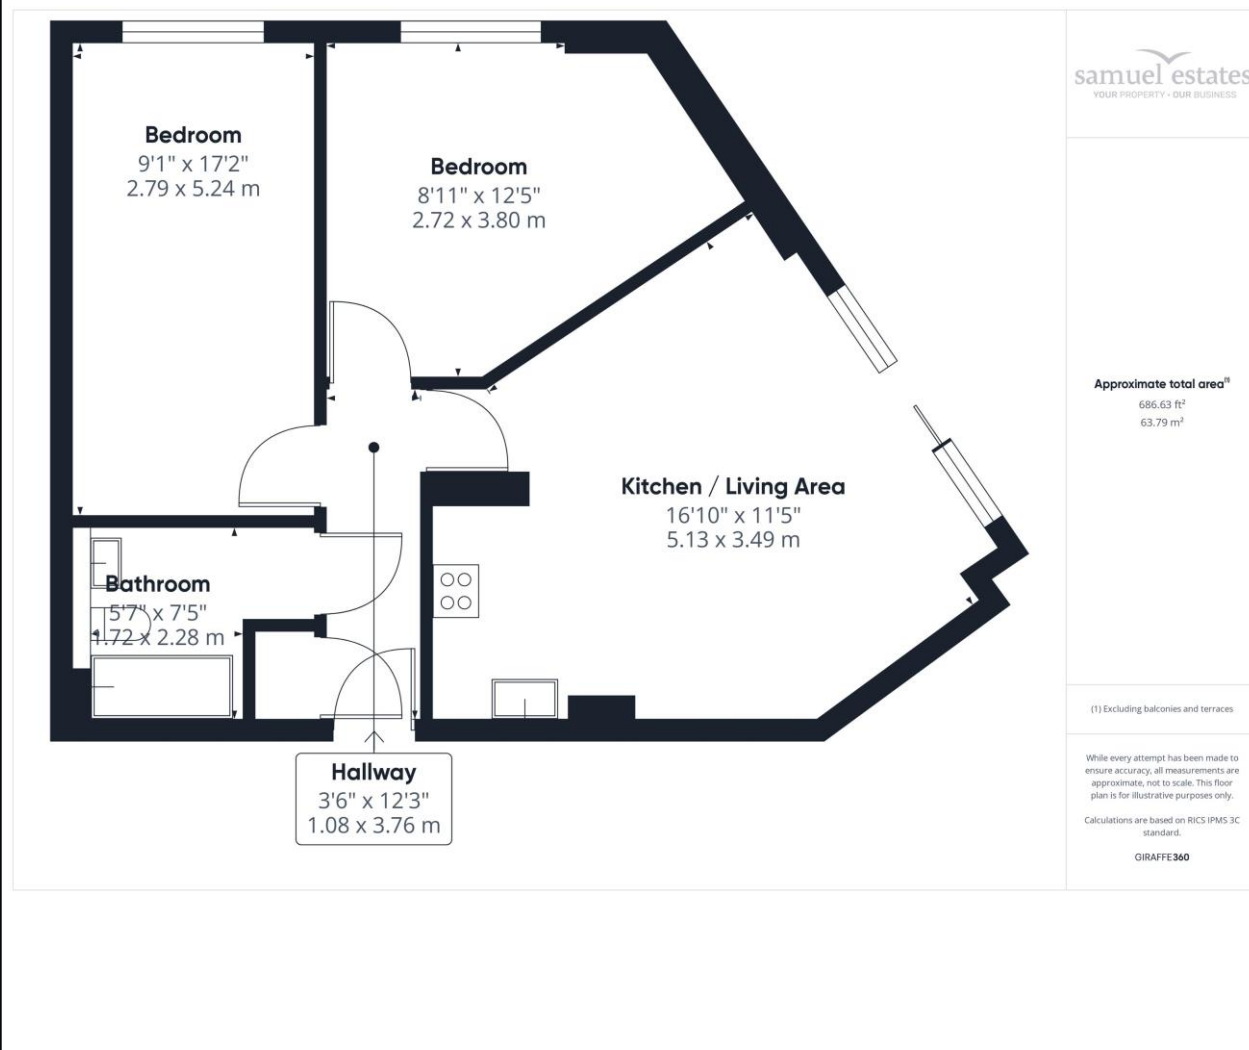 Bedroom
9'1" x 17'2"
2.79 x 5.24 m
Bedroom
8'11" x 12'5"
2.72 x 3.80 m
Kitchen / Living Area
16'10" x 11'5"
5.13 x 3.49 m
Bathroom
5'7" x 7'5"
1.72 x 2.28 m
Hallway
3'6" x 12'3"
1.08 x 3.76 m
samuel estates
YOUR PROPERTY • OUR BUSINESS
Approximate total area(1)
686.63 ft²
63.79 m²
(1) Excluding balconies and terraces
While every attempt has been made to
ensure accuracy, all measurements are
approximate, not to scale. This floor
plan is for illustrative purposes only.
Calculations are based on RICS IPMS 3C
standard.
GIRAFFE360